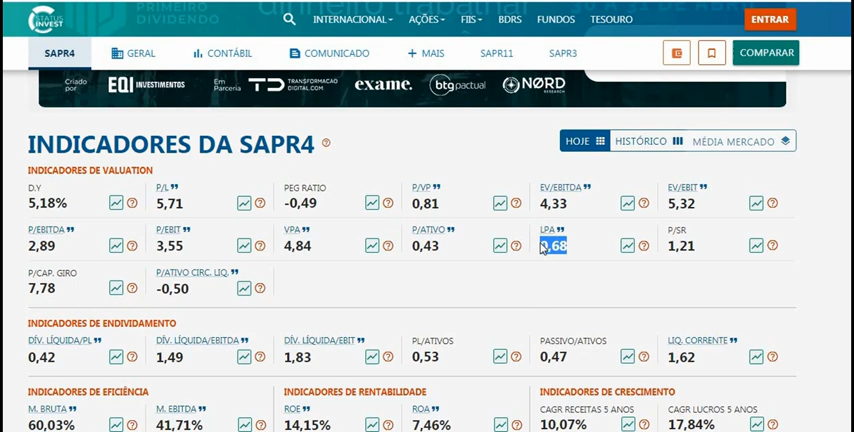 PRIMEIRO
DIVIDENDO
dinheiro trabalhar
STATUS
INVEST
INTERNACIONAL AÇÕES FIIS BDRS FUNDOS TESOURO ENTRAR
SAPR4 GERAL CONTÁBIL COMUNICADO + MAIS SAPR11 SAPR3 COMPARAR
Criado por EQI INVESTIMENTOS Em Parceria TD TRANSFORMACAO DIGITAL.COM exame. btgpactual NØRD RESEARCH
INDICADORES DA SAPR4 HOJE HISTÓRICO MÉDIA MERCADO
INDICADORES DE VALUATION
D.Y P/L PEG RATIO P/VP EV/EBITDA EV/EBIT
5,18% 5,71 -0,49 0,81 4,33 5,32
P/EBITDA P/EBIT VPA P/ATIVO LPA P/SR
2,89 3,55 4,84 0,43 0,68 1,21
P/CAP. GIRO P/ATIVO CIRC. LIQ.
7,78 -0,50
INDICADORES DE ENDIVIDAMENTO
DÍV. LÍQUIDA/PL DÍV. LÍQUIDA/EBITDA DÍV. LÍQUIDA/EBIT PL/ATIVOS PASSIVO/ATIVOS LIQ. CORRENTE
0,42 1,49 1,83 0,53 0,47 1,62
INDICADORES DE EFICIÊNCIA INDICADORES DE RENTABILIDADE INDICADORES DE CRESCIMENTO
M. BRUTA M. EBITDA ROE ROA CAGR RECEITAS 5 ANOS CAGR LUCROS 5 ANOS
60,03% 41,71% 14,15% 7,46% 10,07% 17,84%